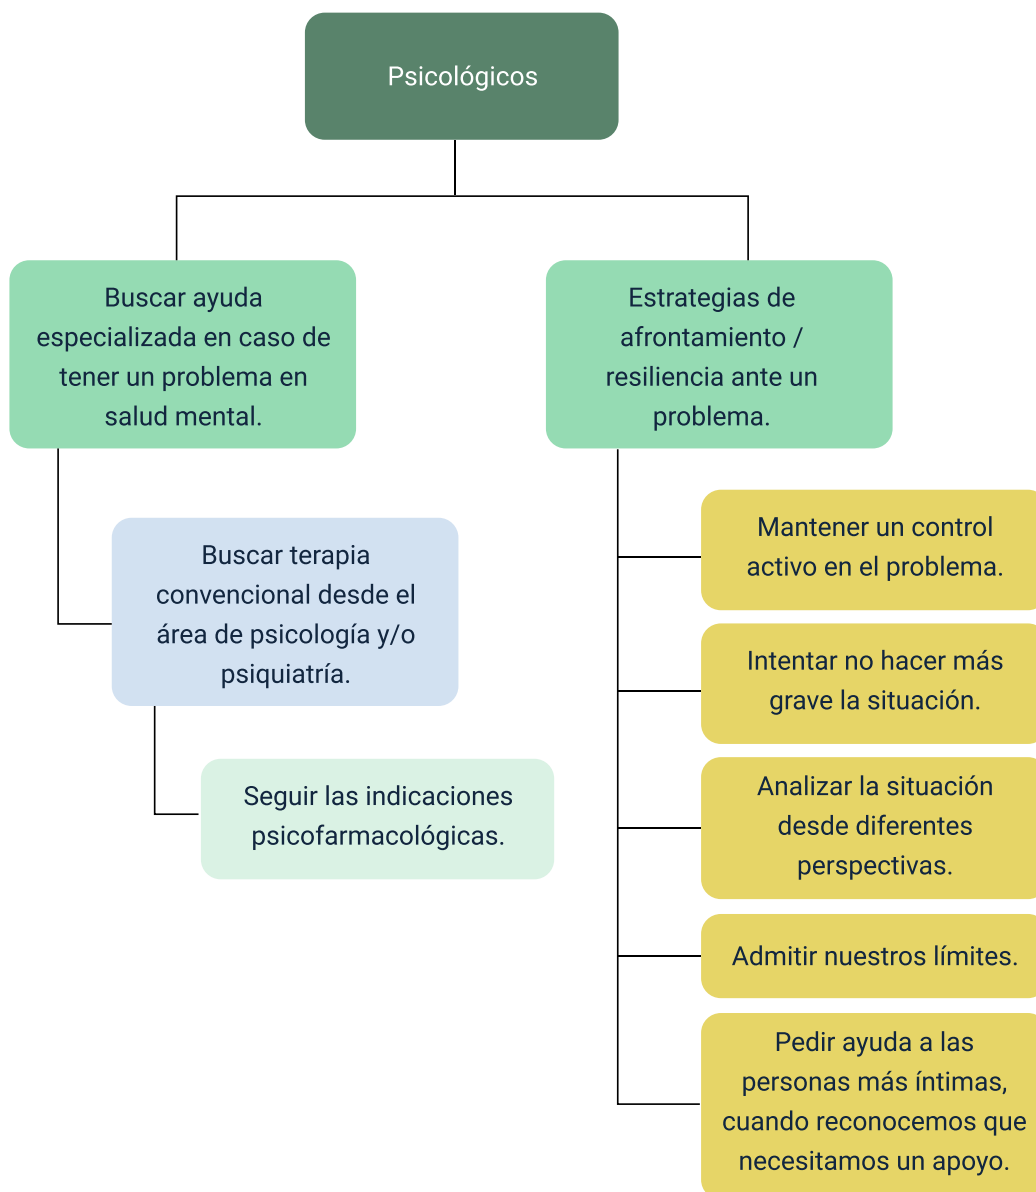 Psicológicos
Buscar ayuda
especializada en caso de
tener un problema en
salud mental.
Estrategias de
afrontamiento /
resiliencia ante un
problema.
Buscar terapia
convencional desde el
área de psicología y/o
psiquiatría.
Seguir las indicaciones
psicofarmacológicas.
Mantener un control
activo en el problema.
Intentar no hacer más
grave la situación.
Analizar la situación
desde diferentes
perspectivas.
Admitir nuestros límites.
Pedir ayuda a las
personas más íntimas,
cuando reconocemos que
necesitamos un apoyo.